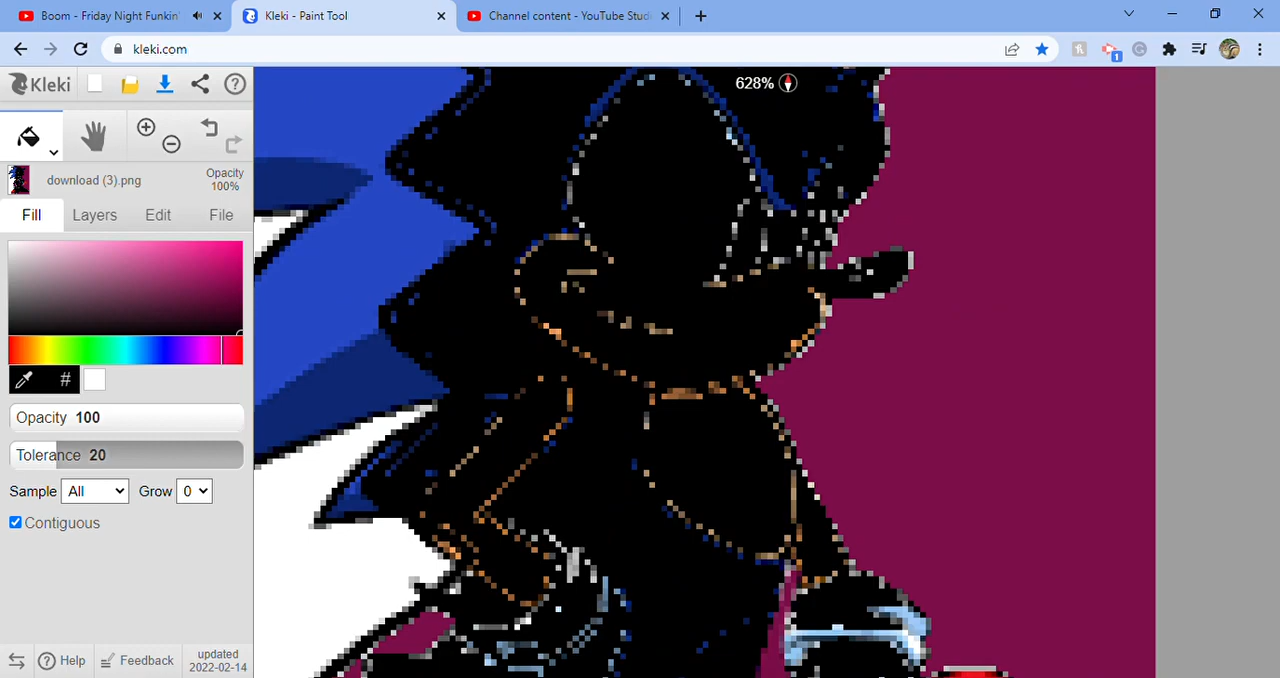 Boom - Friday Night Funkin'
Kleki - Paint Tool
Channel content - YouTube Stud
kleki.com
1
Kleki
628%
download (3).png
Opacity
100%
Fill
Layers
Edit
File
#
Opacity 100
Tolerance 20
Sample All
Grow 0
Contiguous
Help
Feedback
updated
2022-02-14